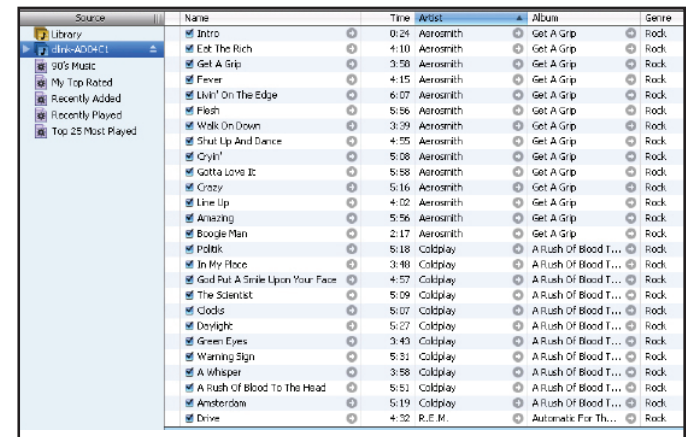 Source
Library
dlink-ADD4C1
90's Music
My Top Rated
Recently Added
Recently Played
Top 25 Most Played
Name Time Artist Album Genre
Intro 0:24 Aerosmith Get A Grip Rock
Eat The Rich 4:10 Aerosmith Get A Grip Rock
Get A Grip 3:58 Aerosmith Get A Grip Rock
Fever 4:15 Aerosmith Get A Grip Rock
Livin' On The Edge 6:07 Aerosmith Get A Grip Rock
Flesh 5:56 Aerosmith Get A Grip Rock
Walk On Down 3:39 Aerosmith Get A Grip Rock
Shut Up And Dance 4:55 Aerosmith Get A Grip Rock
Cryin' 5:08 Aerosmith Get A Grip Rock
Gotta Love It 5:58 Aerosmith Get A Grip Rock
Crazy 5:16 Aerosmith Get A Grip Rock
Line Up 4:02 Aerosmith Get A Grip Rock
Amazing 5:56 Aerosmith Get A Grip Rock
Boogie Man 2:17 Aerosmith Get A Grip Rock
Politik 5:18 Coldplay A Rush Of Blood T... Rock
In My Place 3:48 Coldplay A Rush Of Blood T... Rock
God Put A Smile Upon Your Face 4:57 Coldplay A Rush Of Blood T... Rock
The Scientist 5:09 Coldplay A Rush Of Blood T... Rock
Clocks 5:07 Coldplay A Rush Of Blood T... Rock
Daylight 5:27 Coldplay A Rush Of Blood T... Rock
Green Eyes 3:43 Coldplay A Rush Of Blood T... Rock
Warning Sign 5:31 Coldplay A Rush Of Blood T... Rock
A Whisper 3:58 Coldplay A Rush Of Blood T... Rock
A Rush Of Blood To The Head 5:51 Coldplay A Rush Of Blood T... Rock
Amsterdam 5:19 Coldplay A Rush Of Blood T... Rock
Drive 4:32 R.E.M. Automatic For Th... Rock